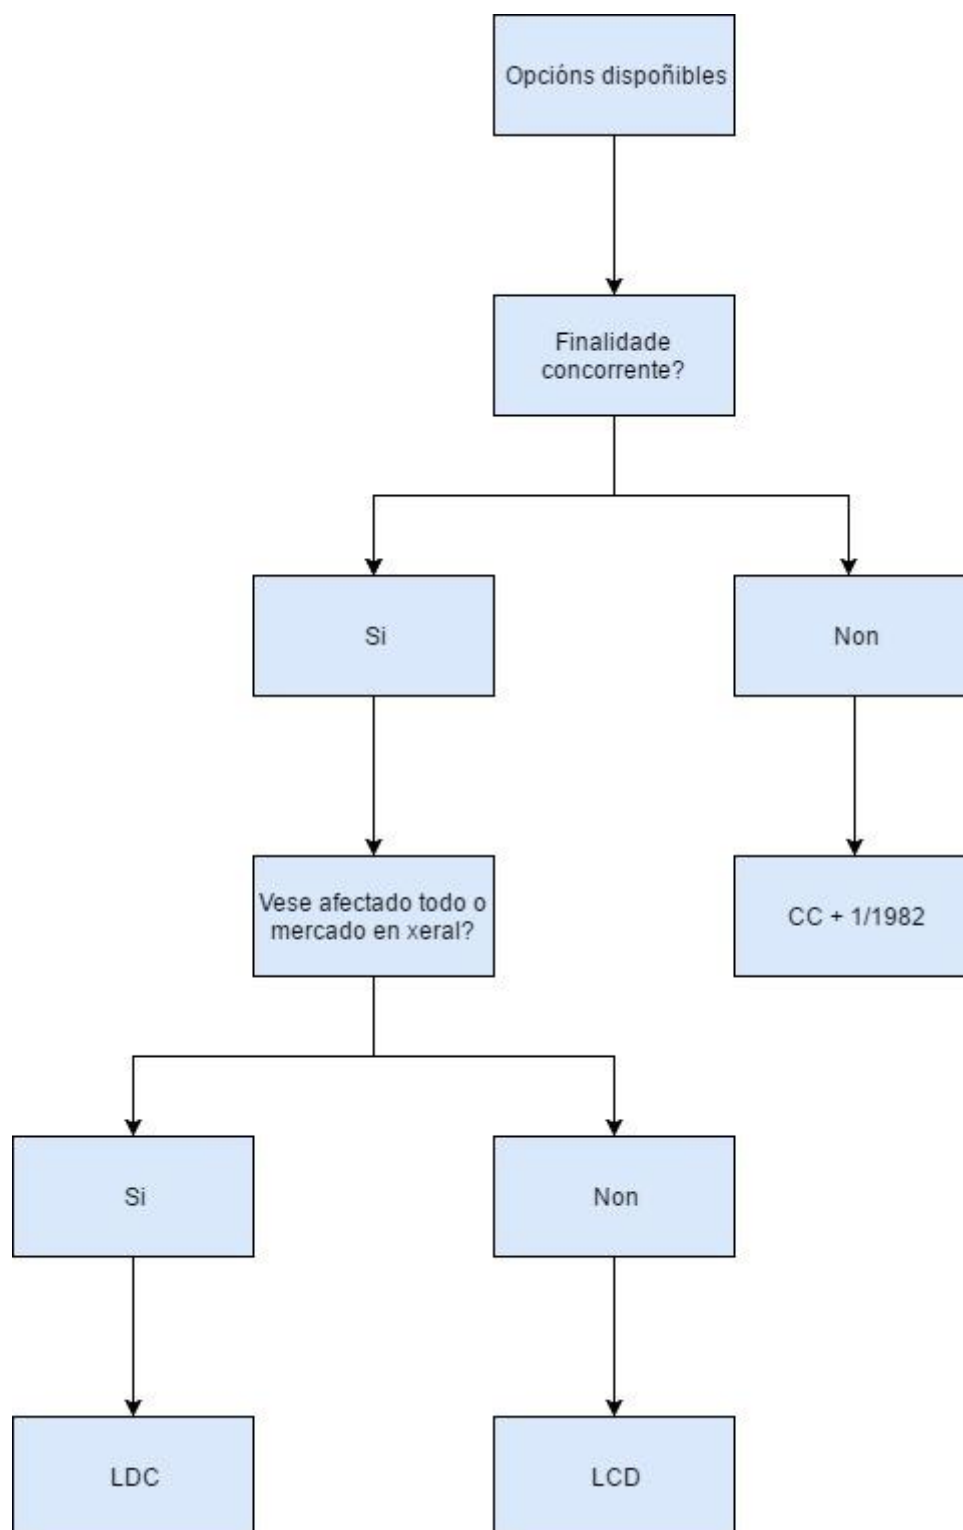 Opcións dispoñibles
Finalidade
concorrente?
Si
Non
Vese afectado todo o
mercado en xeral?
CC + 1/1982
Si
Non
LDC
LCD